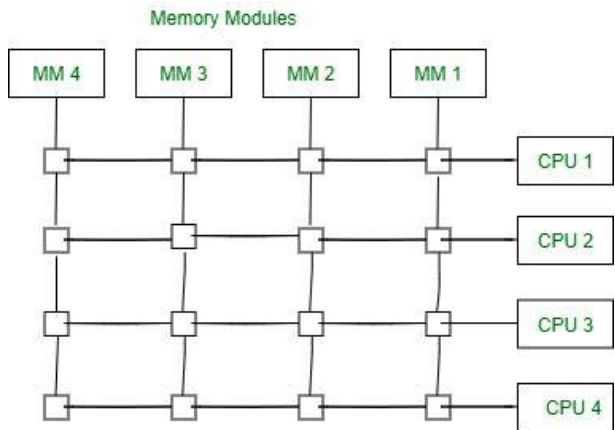 Memory Modules
MM 4 MM 3 MM 2 MM 1
CPU 1
CPU 2
CPU 3
CPU 4